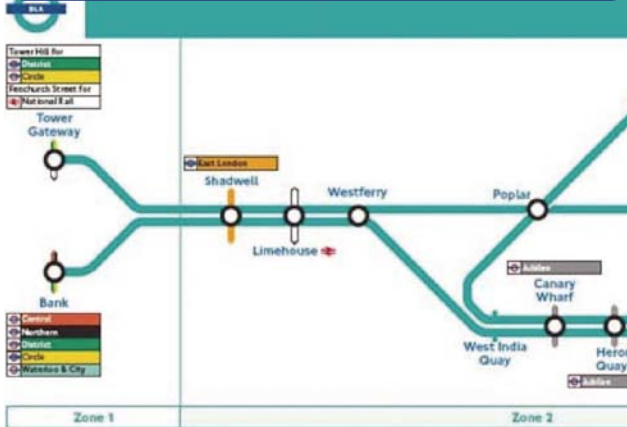 DLR
Tower Hill for
District
Circle
Fenchurch Street for
National Rail
Tower
Gateway
East London
Shadwell
Westferry
Poplar
Limehouse
Jubilee
Canary
Wharf
Bank
Central
Northern
District
Circle
Waterloo & City
West India
Quay
Heron
Quay
Jubilee
Zone 1
Zone 2